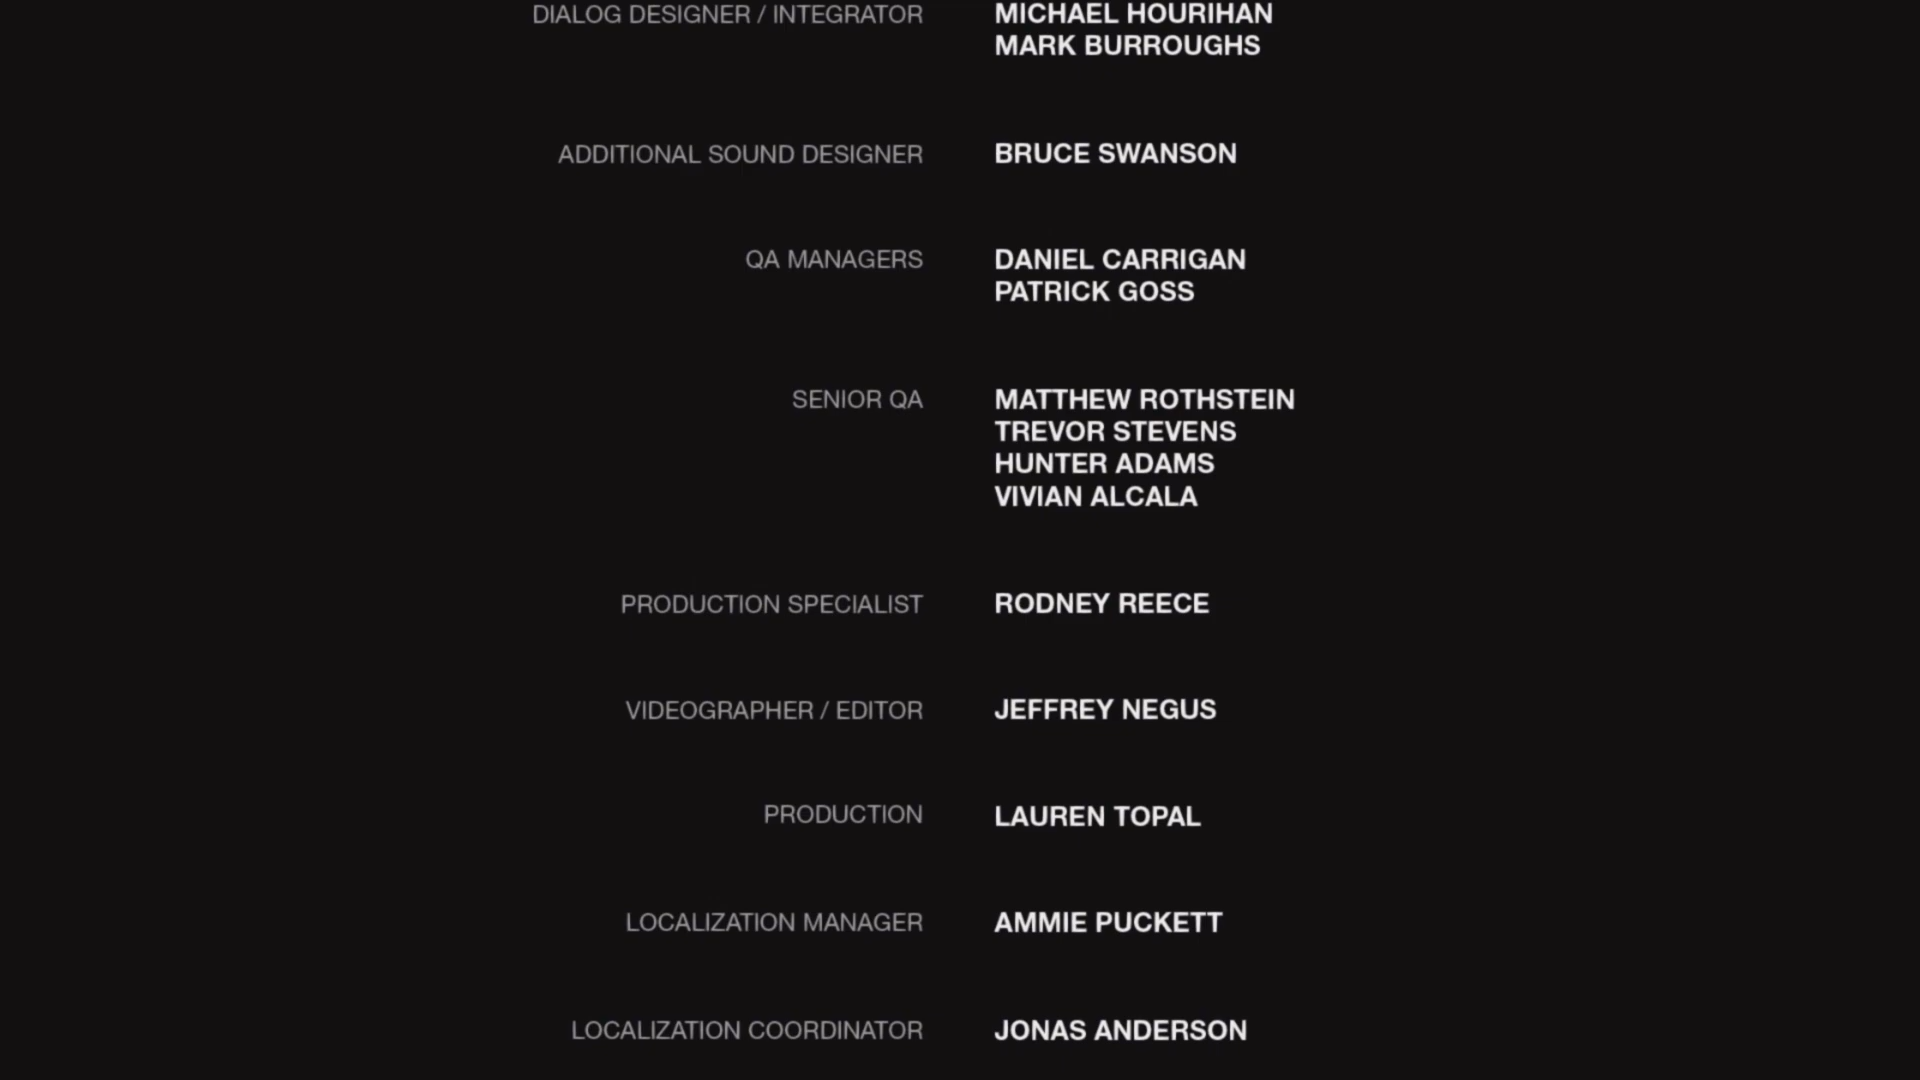 DIALOG DESIGNER / INTEGRATOR MICHAEL HOURIHAN
MARK BURROUGHS
ADDITIONAL SOUND DESIGNER BRUCE SWANSON
QA MANAGERS DANIEL CARRIGAN
PATRICK GOSS
SENIOR QA MATTHEW ROTHSTEIN
TREVOR STEVENS
HUNTER ADAMS
VIVIAN ALCALA
PRODUCTION SPECIALIST RODNEY REECE
VIDEOGRAPHER / EDITOR JEFFREY NEGUS
PRODUCTION LAUREN TOPAL
LOCALIZATION MANAGER AMMIE PUCKETT
LOCALIZATION COORDINATOR JONAS ANDERSON